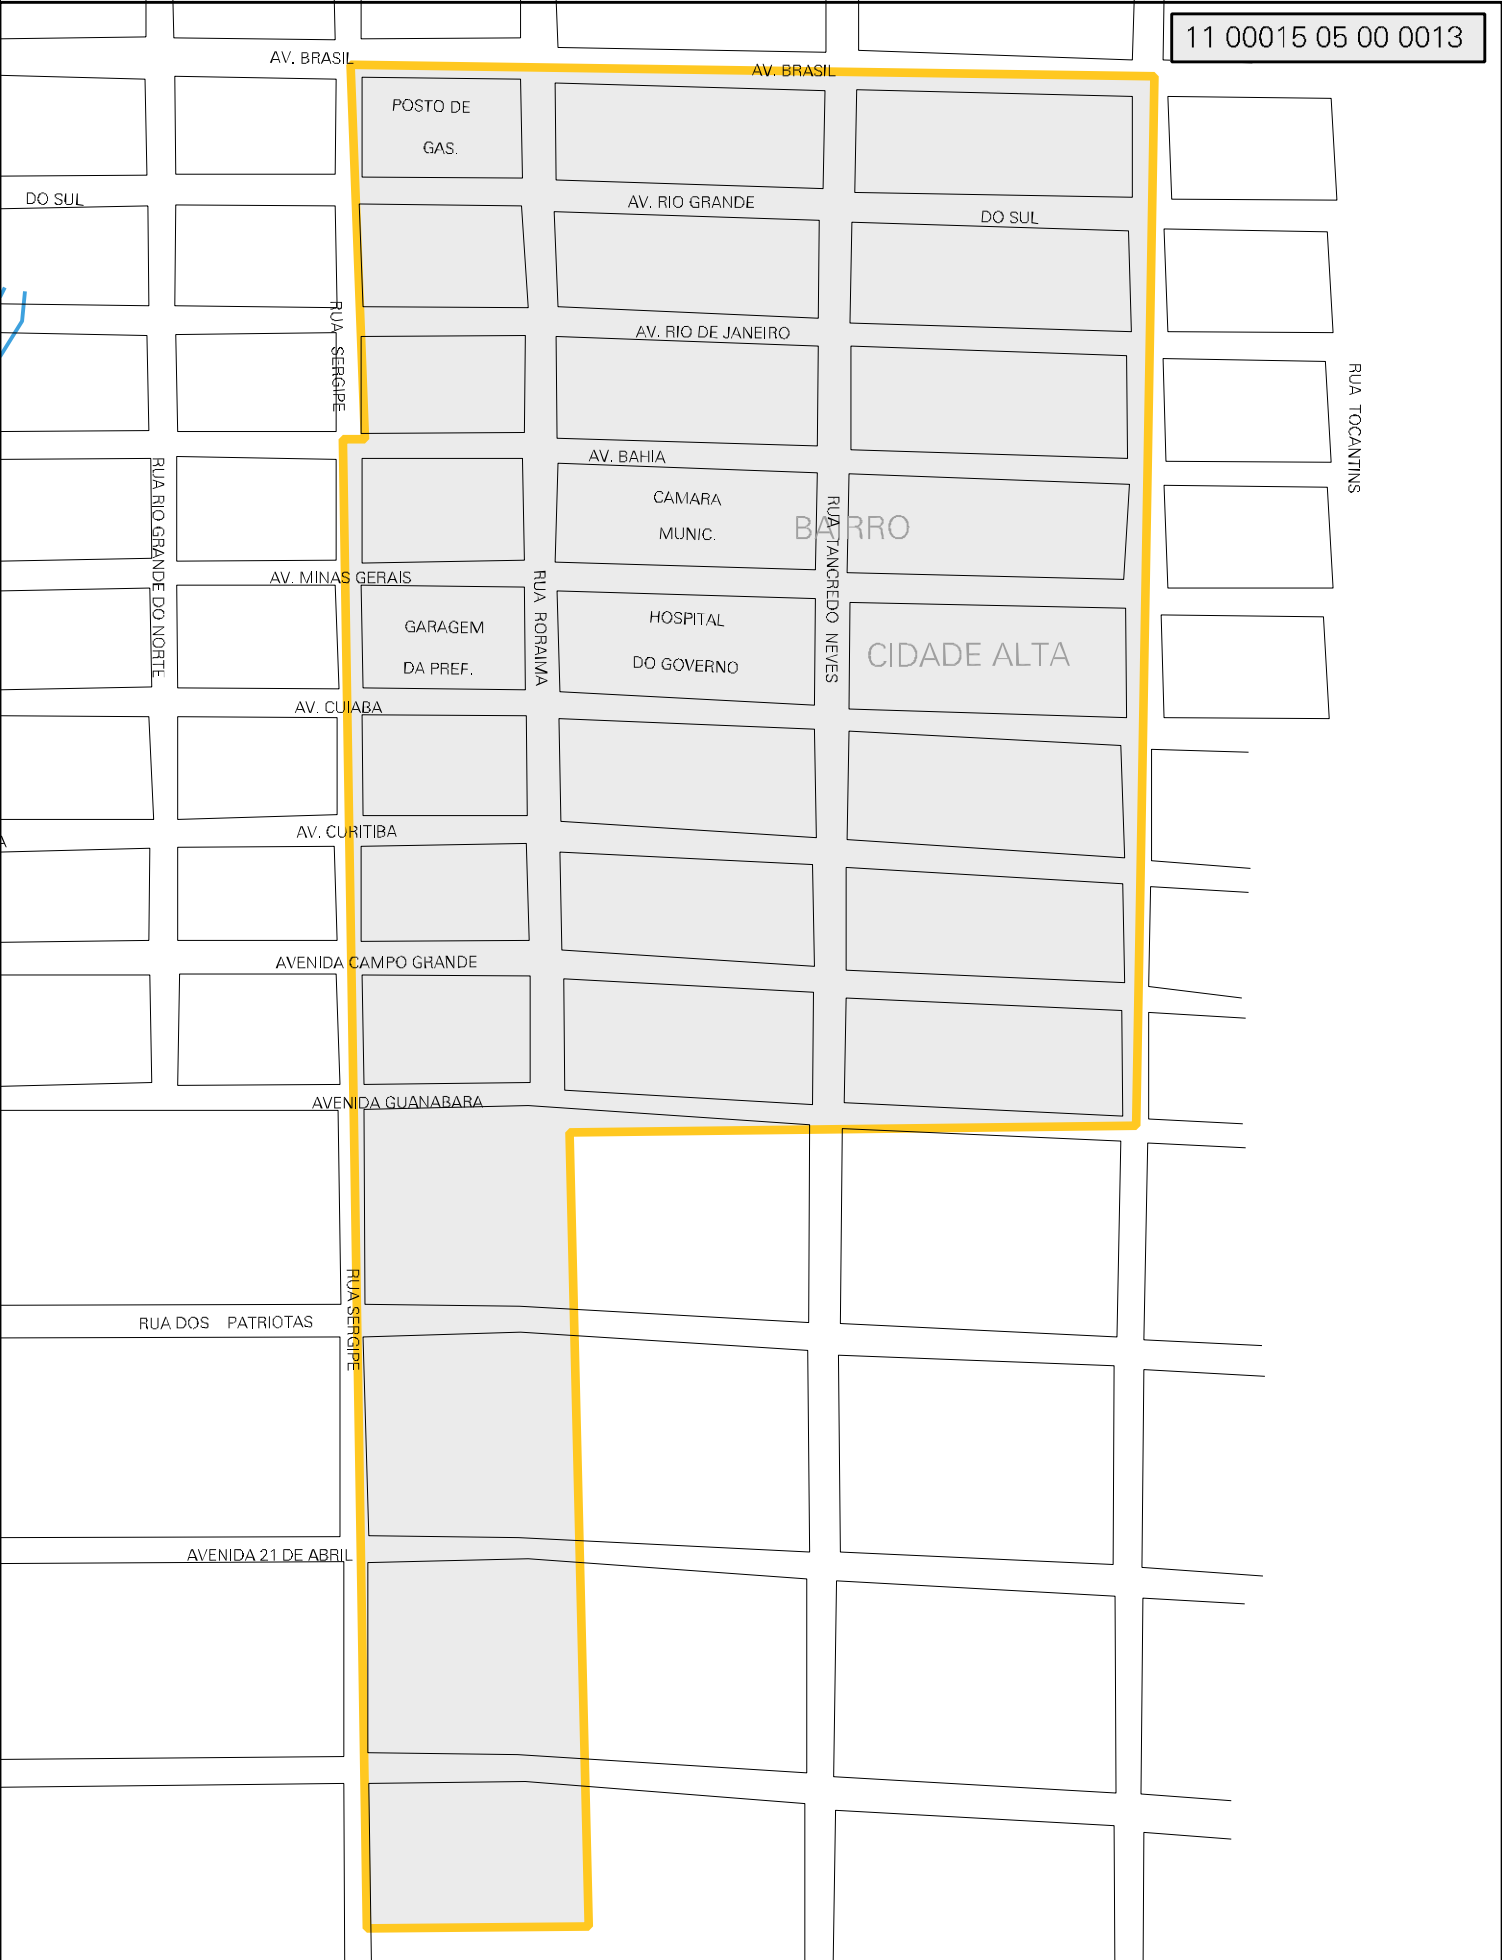 11 00015 05 00 0013
AV. BRASIL
AV. BRASIL
POSTO DE
GAS.
DO SUL
AV. RIO GRANDE
DO SUL
RUA SERGIPE
AV. RIO DE JANEIRO
RUA TOCANTINS
AV. BAHIA
RUA RIO GRANDE DO NORTE
CAMARA
MUNIC.
RUA TANCREDO NEVES
BAIRRO
AV. MINAS GERAIS
RUA RORAIMA
GARAGEM
DA PREF.
HOSPITAL
DO GOVERNO
CIDADE ALTA
AV. CUIABA
AV. CURITIBA
A
AVENIDA CAMPO GRANDE
AVENIDA GUANABARA
RUA SERGIPE
RUA DOS PATRIOTAS
AVENIDA 21 DE ABRIL